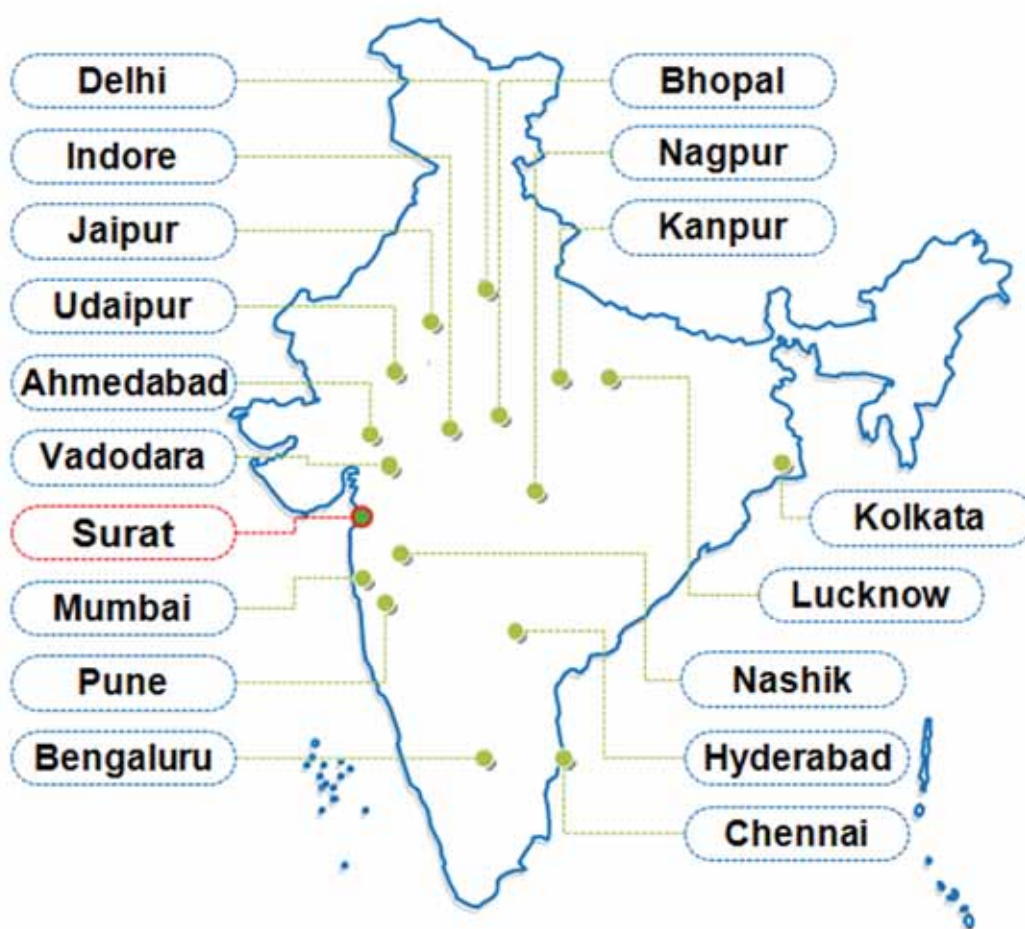 Delhi
Indore
Jaipur
Udaipur
Ahmedabad
Vadodara
Surat
Mumbai
Pune
Bengaluru
Bhopal
Nagpur
Kanpur
Kolkata
Lucknow
Nashik
Hyderabad
Chennai